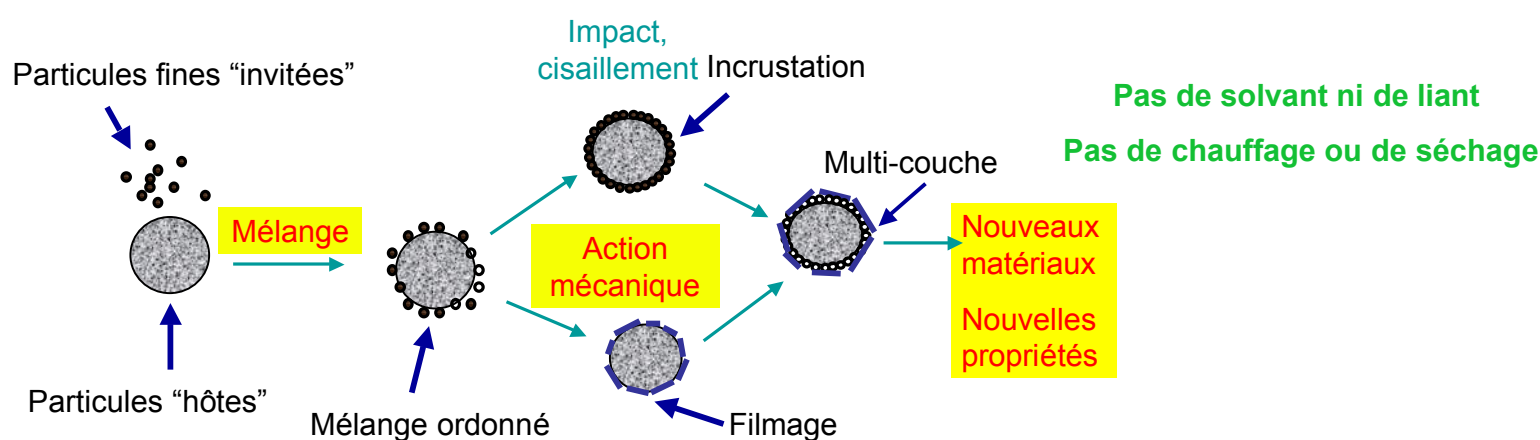 Particules fines “invitées”
Impact,
cisaillement Incrustation
Pas de solvant ni de liant
Pas de chauffage ou de séchage
Multi-couche
Mélange
Action
mécanique
Nouveaux
matériaux
Nouvelles
propriétés
Particules “hôtes”
Mélange ordonné
Filmage